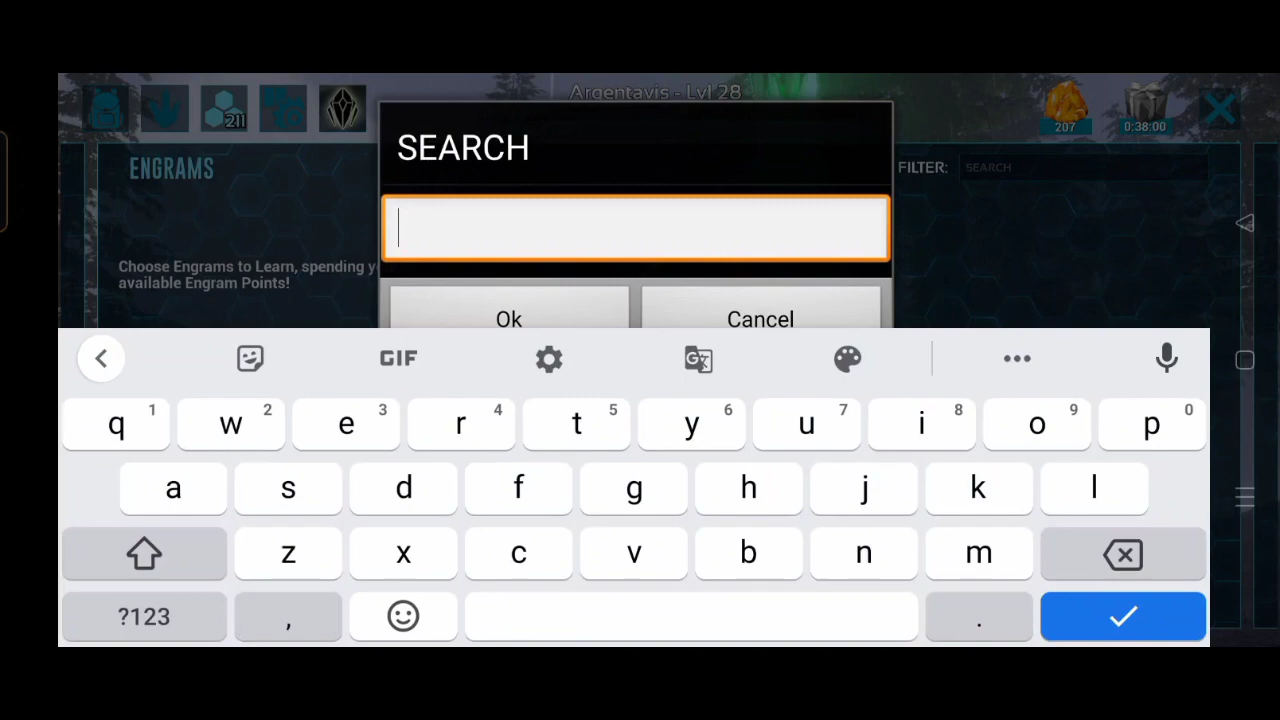 Argentavis - Lvl 28
211
207
0:38:00
SEARCH
ENGRAMS
FILTER:
SEARCH
Choose Engrams to Learn, spending y
available Engram Points!
Ok
Cancel
GIF
q 1 w 2 e 3 r 4 t 5 y 6 u 7 i 8 o 9 p 0
a s d f g h j k l
z x c v b n m
?123 , .